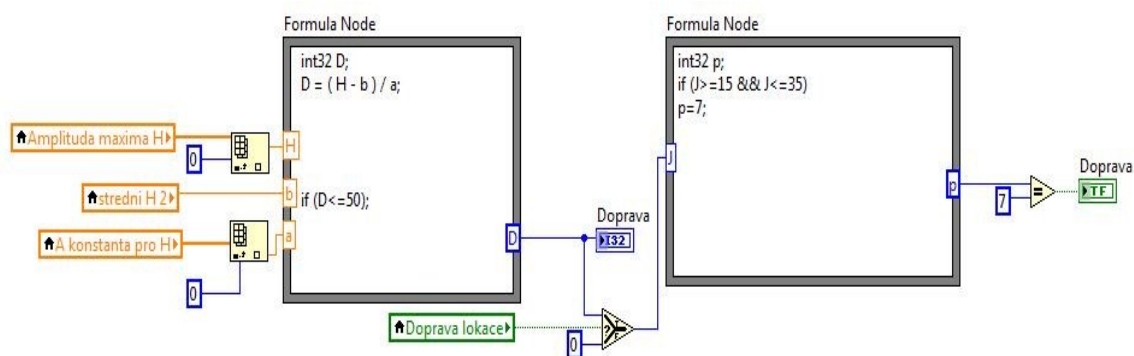 Formula Node
int32 D;
D = ( H - b ) / a;
if (D<=50);
Amplituda maxima H
0
H
stredni H 2
b
A konstanta pro H
0
a
D
Doprava
I32
Doprava lokace
?
T
F
0
Formula Node
int32 p;
if (J>=15 && J<=35)
p=7;
J
p
7
=
Doprava
TF